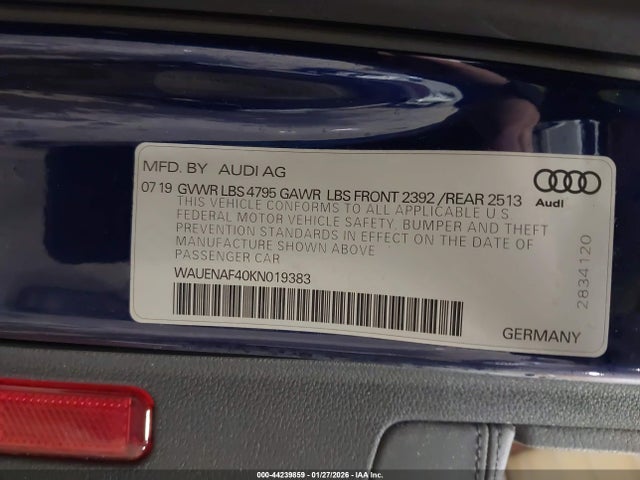 MFD. BY AUDI AG
07 19 GVWR LBS 4795 GAWR LBS FRONT 2392 /REAR 2513
THIS VEHICLE CONFORMS TO ALL APPLICABLE U S
FEDERAL MOTOR VEHICLE SAFETY, BUMPER AND THEFT
PREVENTION STANDARDS IN EFFECT ON THE DATE OF
MANUFACTURE SHOWN ABOVE
PASSENGER CAR
WAUENAF40KN019383
Audi
2834120
GERMANY
000-44239859 - 01/27/2026 - IAAI.COM